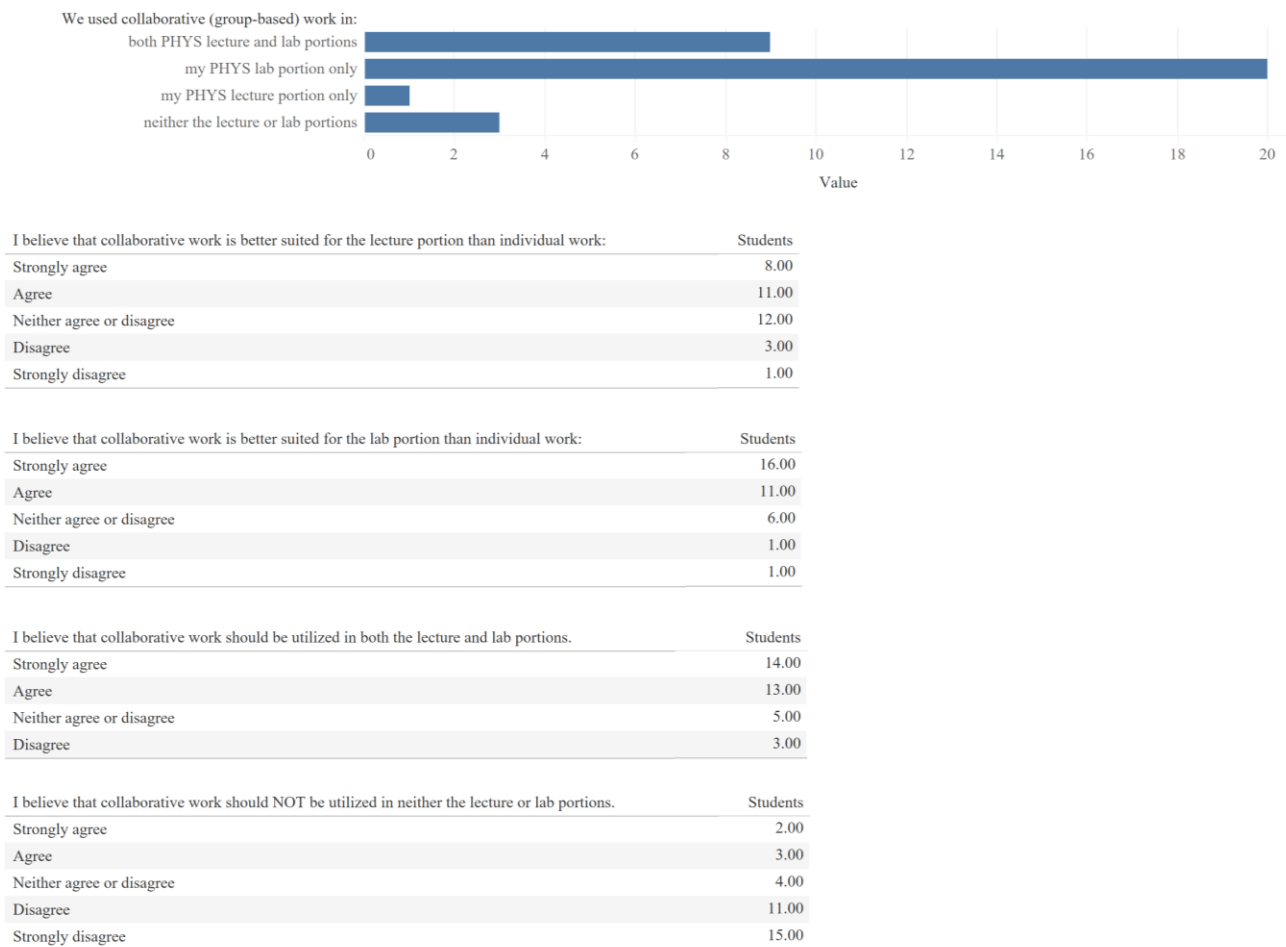 We used collaborative (group-based) work in:
both PHYS lecture and lab portions
my PHYS lab portion only
my PHYS lecture portion only
neither the lecture or lab portions
0 2 4 6 8 10 12 14 16 18 20
Value
I believe that collaborative work is better suited for the lecture portion than individual work: Students
Strongly agree 8.00
Agree 11.00
Neither agree or disagree 12.00
Disagree 3.00
Strongly disagree 1.00
I believe that collaborative work is better suited for the lab portion than individual work: Students
Strongly agree 16.00
Agree 11.00
Neither agree or disagree 6.00
Disagree 1.00
Strongly disagree 1.00
I believe that collaborative work should be utilized in both the lecture and lab portions. Students
Strongly agree 14.00
Agree 13.00
Neither agree or disagree 5.00
Disagree 3.00
I believe that collaborative work should NOT be utilized in neither the lecture or lab portions. Students
Strongly agree 2.00
Agree 3.00
Neither agree or disagree 4.00
Disagree 11.00
Strongly disagree 15.00